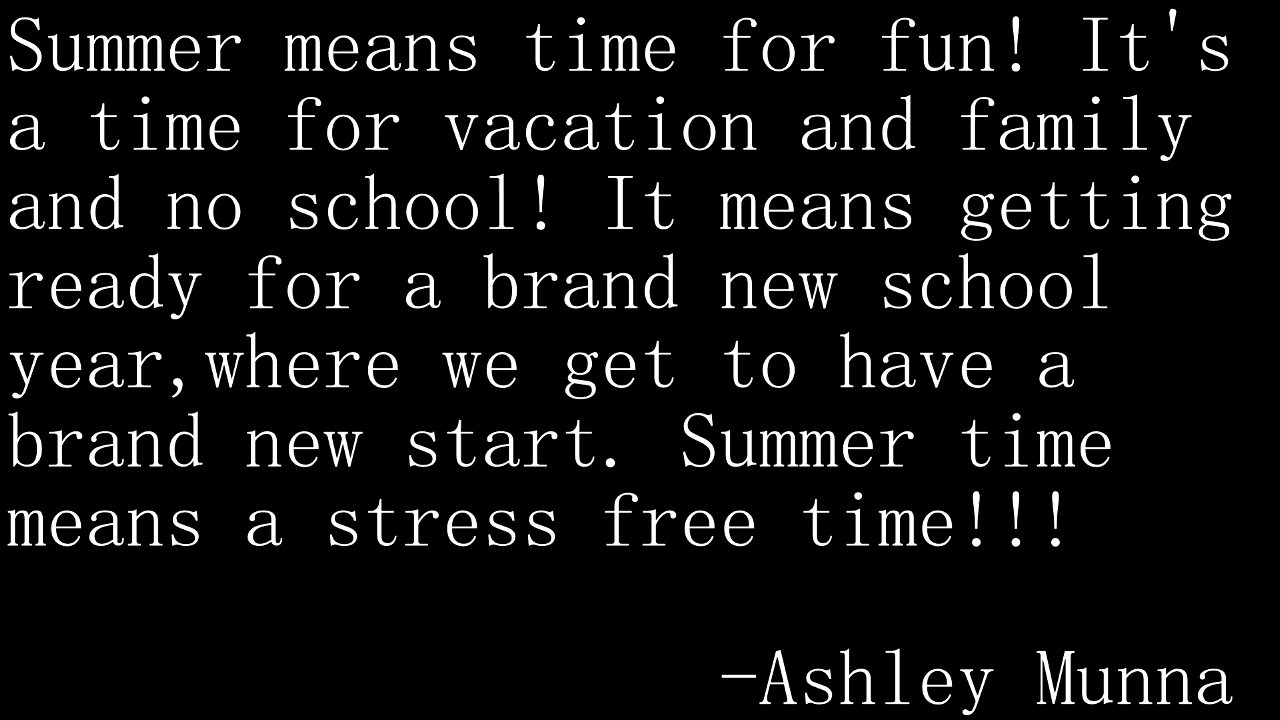 Summer means time for fun! It's
a time for vacation and family
and no school! It means getting
ready for a brand new school
year,where we get to have a
brand new start. Summer time
means a stress free time!!!
-Ashley Munna